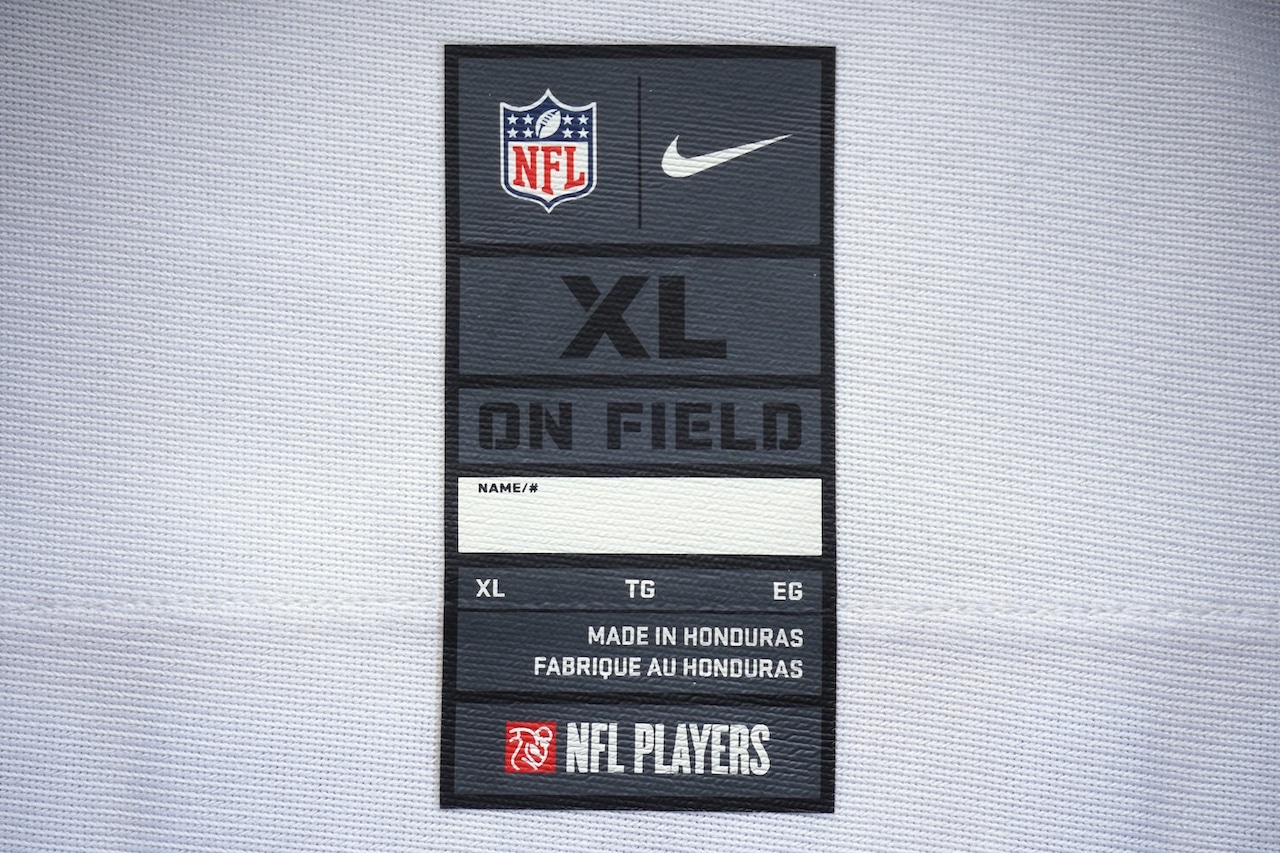 NFL
XL
ON FIELD
NAME/#
XL TG EG
MADE IN HONDURAS
FABRIQUE AU HONDURAS
NFL PLAYERS